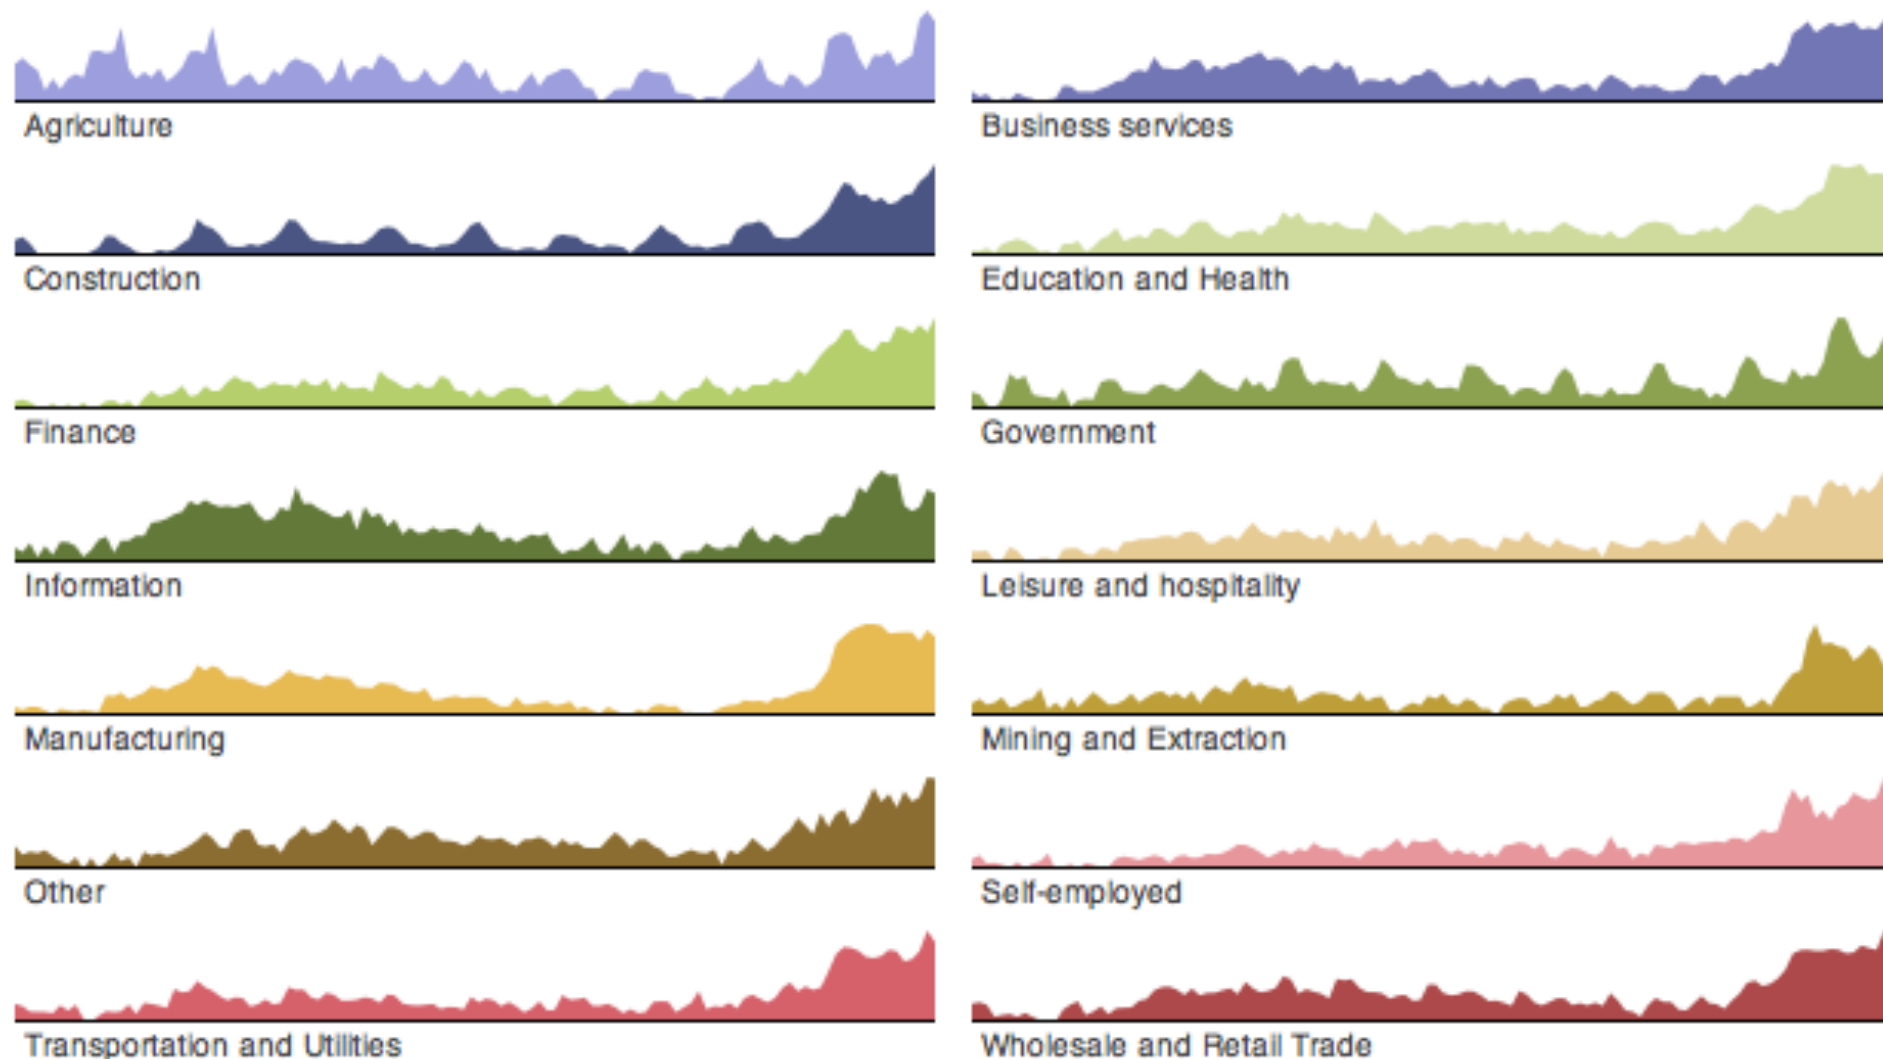 Agriculture
Business services
Construction
Education and Health
Finance
Government
Information
Leisure and hospitality
Manufacturing
Mining and Extraction
Other
Self-employed
Transportation and Utilities
Wholesale and Retail Trade